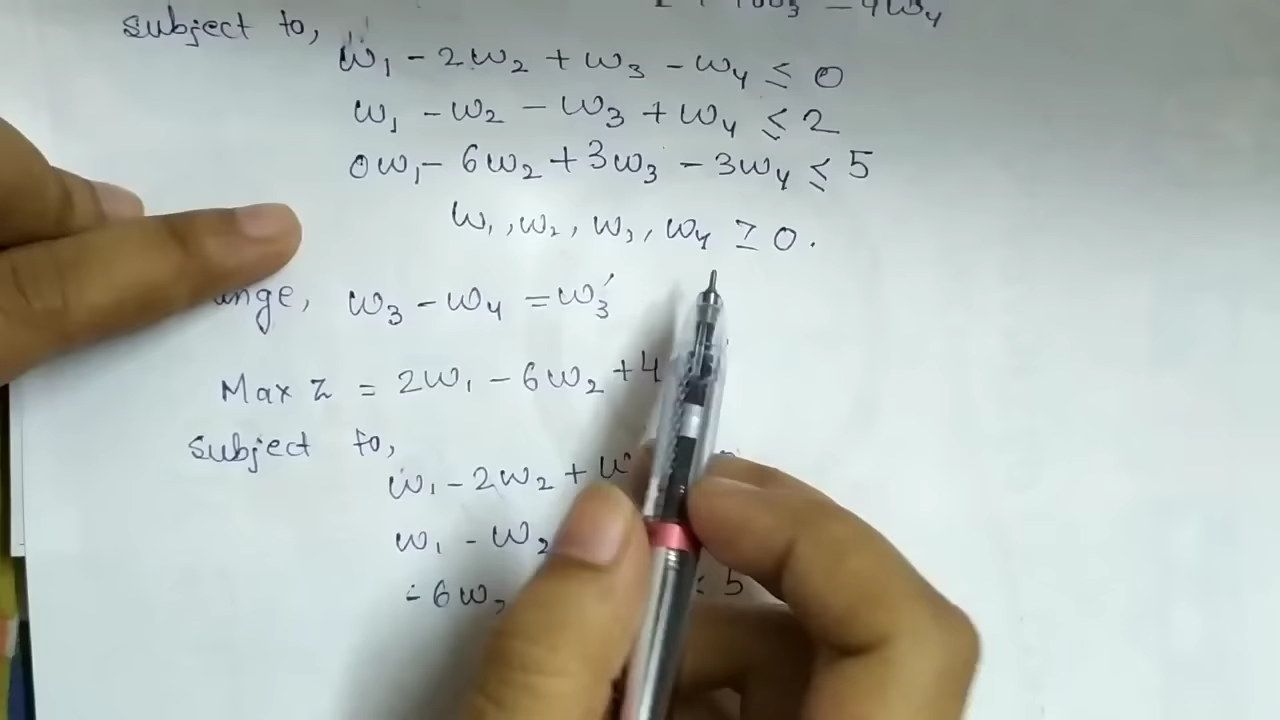 - 4w₄
subject to,
w₁ - 2w₂ + w₃ - w₄ ≤ 0
w₁ - w₂ - w₃ + w₄ ≤ 2
0w₁ - 6w₂ + 3w₃ - 3w₄ ≤ 5
w₁, w₂, w₃, w₄ ≥ 0.
w₃ - w₄ = w₃′
Max Z = 2w₁ - 6w₂ + 4
subject to,
w₁ - 2w₂ +
w₁ - w₂
- 6w₂ ≤ 5